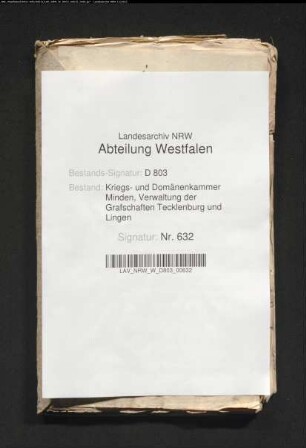 Landesarchiv NRW
Abteilung Westfalen
Bestands-Signatur: D 803
Bestand: Kriegs- und Domänenkammer
Minden, Verwaltung der
Grafschaften Tecklenburg und
Lingen
Signatur: Nr. 632
LAV_NRW_W_D803_00632